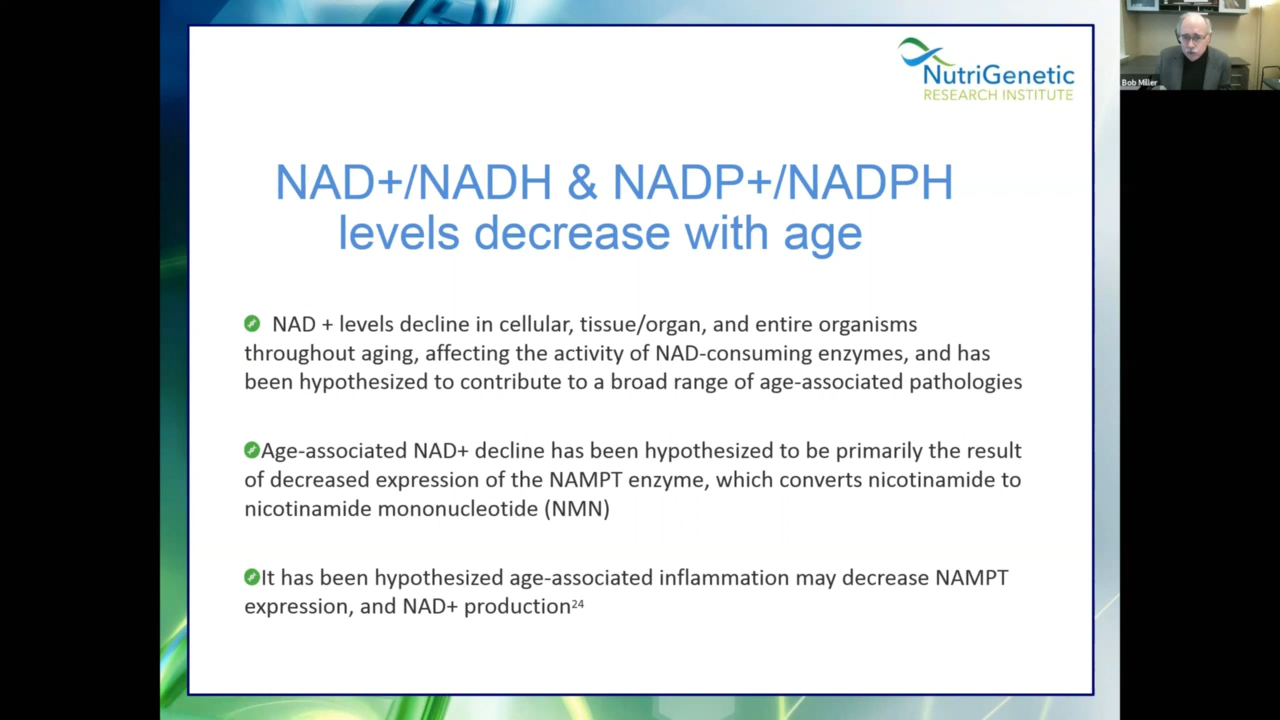 NutriGenetic
RESEARCH INSTITUTE
Bob Miller
NAD+/NADH & NADP+/NADPH
levels decrease with age
NAD + levels decline in cellular, tissue/organ, and entire organisms
throughout aging, affecting the activity of NAD-consuming enzymes, and has
been hypothesized to contribute to a broad range of age-associated pathologies
Age-associated NAD+ decline has been hypothesized to be primarily the result
of decreased expression of the NAMPT enzyme, which converts nicotinamide to
nicotinamide mononucleotide (NMN)
It has been hypothesized age-associated inflammation may decrease NAMPT
expression, and NAD+ production24